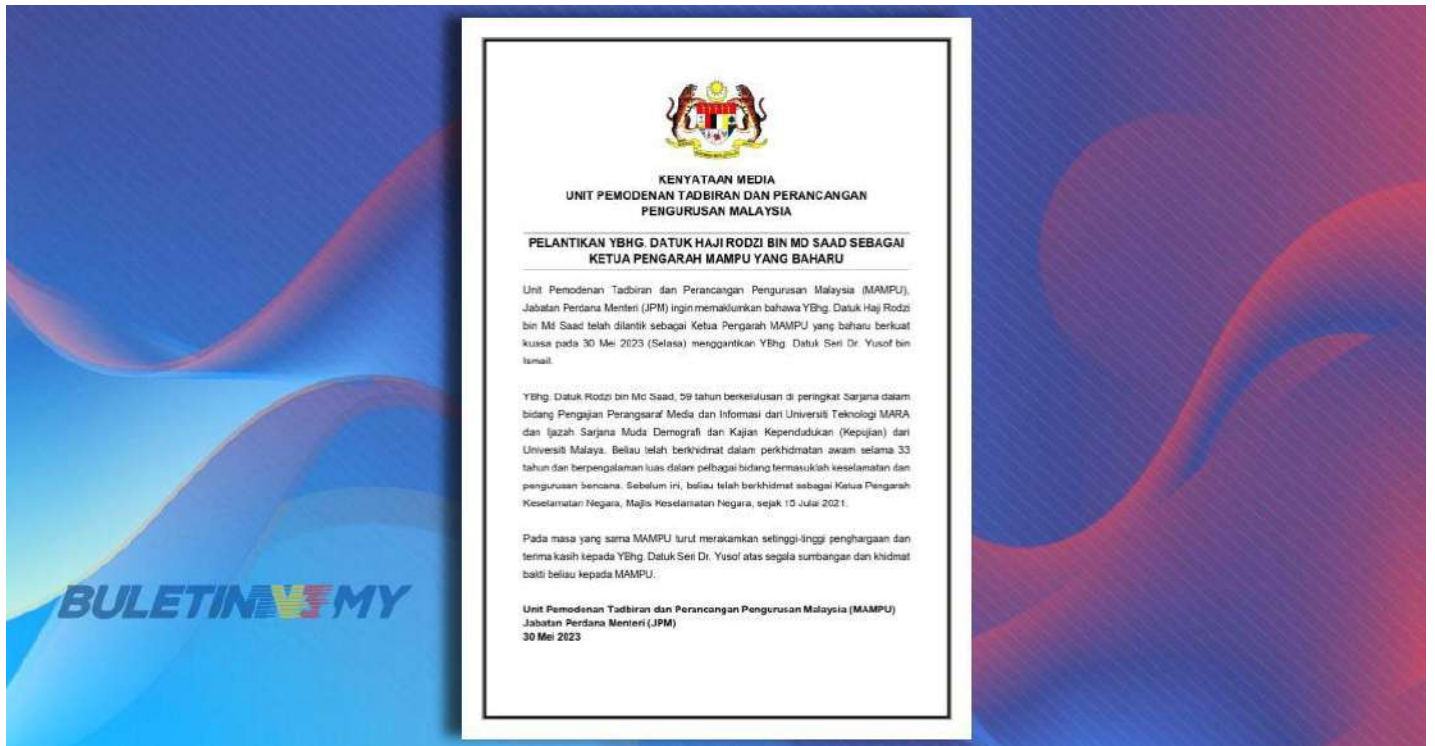 KENYATAAN MEDIA
UNIT PEMODENAN TADBIRAN DAN PERANCANGAN
PENGURUSAN MALAYSIA
PELANTIKAN YBHG. DATUK HAJI RODZI BIN MD SAAD SEBAGAI
KETUA PENGARAH MAMPU YANG BAHARU
Unit Pemodenan Tadbiran dan Perancangan Pengurusan Malaysia (MAMPU),
Jabatan Perdana Menteri (JPM) ingin memaklumkan bahawa YBhg. Datuk Haji Rodzi
bin Md Saad telah dilantik sebagai Ketua Pengarah MAMPU yang baharu berkuat
kuasa pada 30 Mei 2023 (Selasa) menggantikan YBhg. Datuk Seri Dr. Yusof bin
Ismail.
YBhg. Datuk Rodzi bin Md Saad, 59 tahun berkelulusan di peringkat Sarjana dalam
bidang Pengajian Perangsaraf Media dan Informasi dari Universiti Teknologi MARA
dan Ijazah Sarjana Muda Demografi dan Kajian Kependudukan (Kepujian) dari
Universiti Malaya. Beliau telah berkhidmat dalam perkhidmatan awam selama 33
tahun dan berpengalaman luas dalam pelbagai bidang termasuklah keselamatan dan
pengurusan bencana. Sebelum ini, beliau telah berkhidmat sebagai Ketua Pengarah
Keselamatan Negara, Majlis Keselamatan Negara, sejak 15 Julai 2021.
Pada masa yang sama MAMPU turut merakamkan setinggi-tinggi penghargaan dan
terima kasih kepada YBhg. Datuk Seri Dr. Yusof atas segala sumbangan dan khidmat
bakti beliau kepada MAMPU.
Unit Pemodenan Tadbiran dan Perancangan Pengurusan Malaysia (MAMPU)
Jabatan Perdana Menteri (JPM)
30 Mei 2023
BULETIN TV3 MY